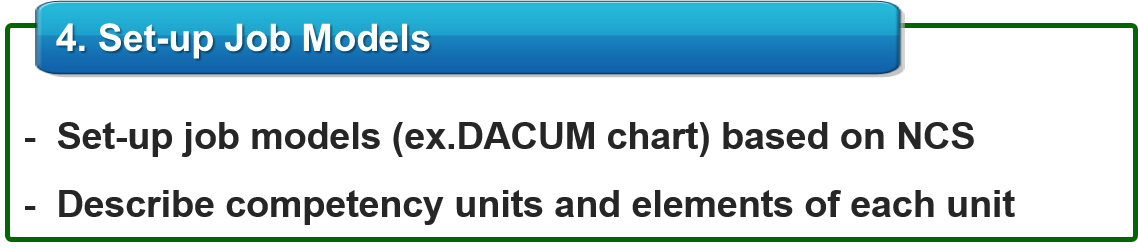 4. Set-up Job Models
- Set-up job models (ex.DACUM chart) based on NCS
- Describe competency units and elements of each unit